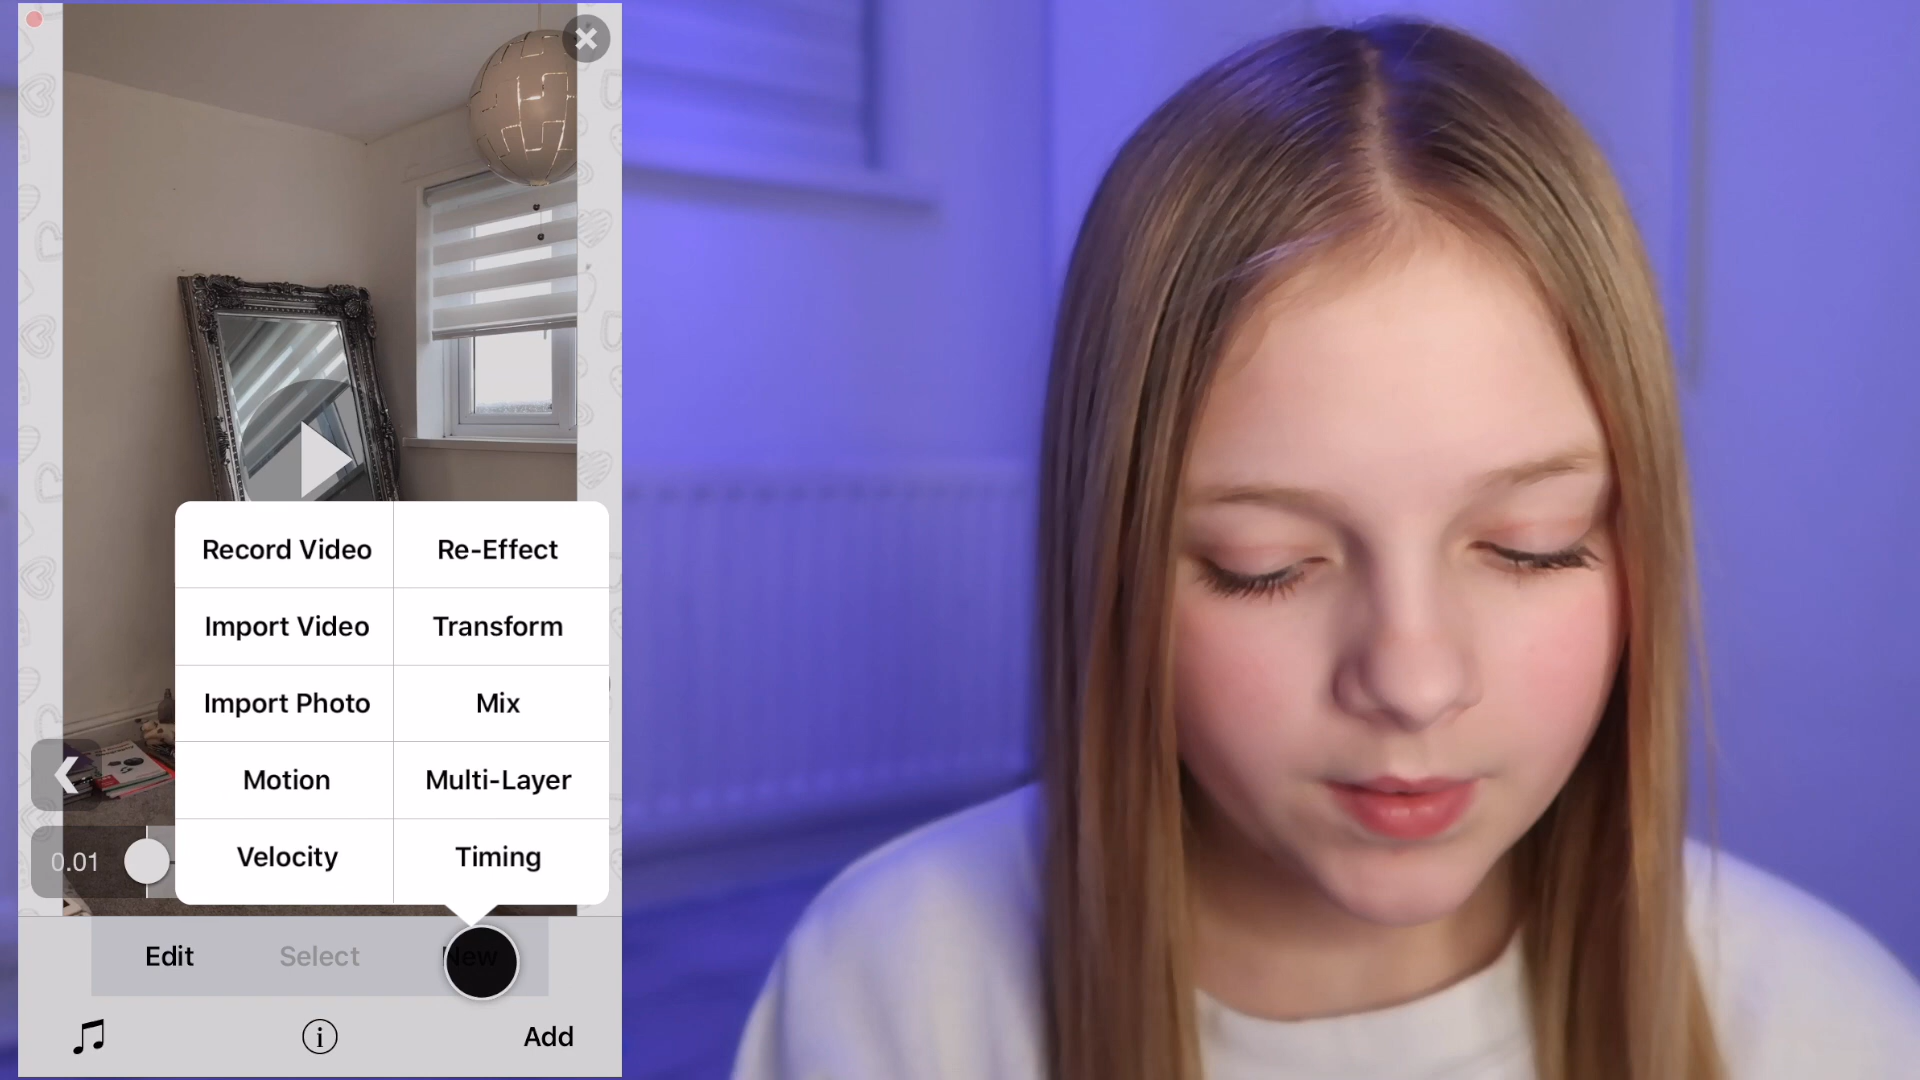 Record Video Re-Effect
Import Video Transform
Import Photo Mix
Motion Multi-Layer
Velocity Timing
0.01
Edit Select New
Add